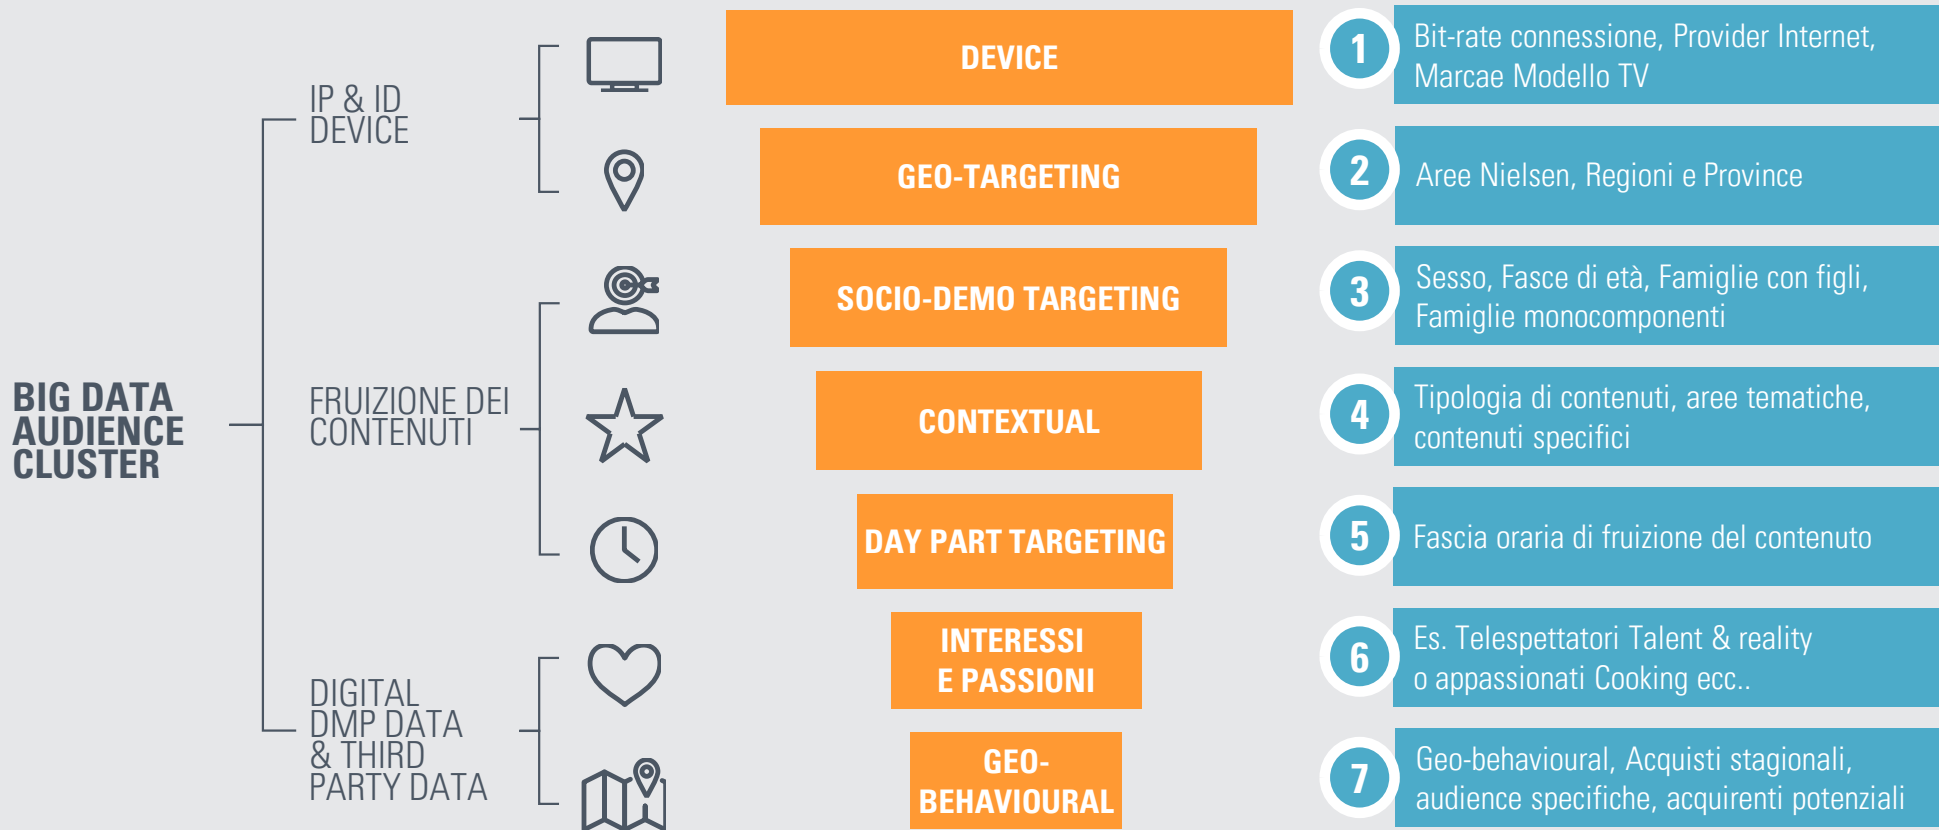 BIG DATA
AUDIENCE
CLUSTER
IP & ID
DEVICE
FRUIZIONE DEI
CONTENUTI
DIGITAL
DMP DATA
& THIRD
PARTY DATA
DEVICE
GEO-TARGETING
SOCIO-DEMO TARGETING
CONTEXTUAL
DAY PART TARGETING
INTERESSI
E PASSIONI
GEO-
BEHAVIOURAL
1
Bit-rate connessione, Provider Internet,
Marcae Modello TV
2
Aree Nielsen, Regioni e Province
3
Sesso, Fasce di età, Famiglie con figli,
Famiglie monocomponenti
4
Tipologia di contenuti, aree tematiche,
contenuti specifici
5
Fascia oraria di fruizione del contenuto
6
Es. Telespettatori Talent & reality
o appassionati Cooking ecc..
7
Geo-behavioural, Acquisti stagionali,
audience specifiche, acquirenti potenziali